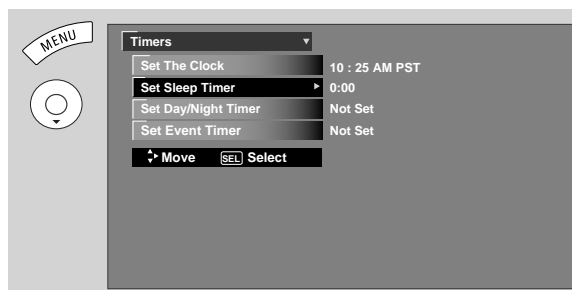 MENU
Timers
Set The Clock 10 : 25 AM PST
Set Sleep Timer 0:00
Set Day/Night Timer Not Set
Set Event Timer Not Set
Move SEL Select